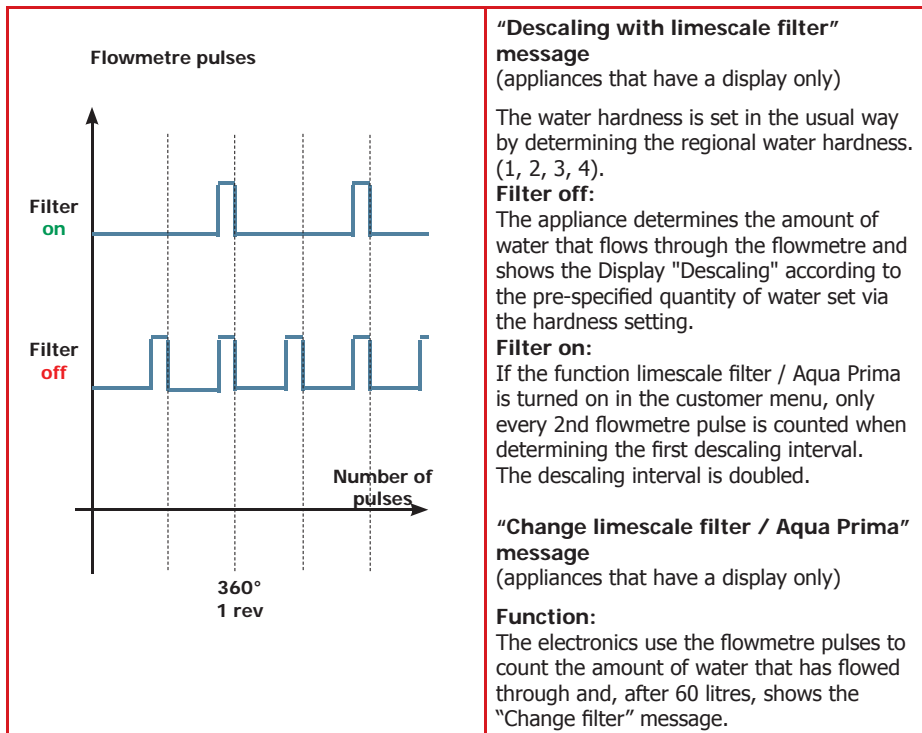 Flowmetre pulses
Filter
on
Filter
off
Number of
pulses
360°
1 rev
“Descaling with limescale filter”
message
(appliances that have a display only)
The water hardness is set in the usual way
by determining the regional water hardness.
(1, 2, 3, 4).
Filter off:
The appliance determines the amount of
water that flows through the flowmetre and
shows the Display "Descaling" according to
the pre-specified quantity of water set via
the hardness setting.
Filter on:
If the function limescale filter / Aqua Prima
is turned on in the customer menu, only
every 2nd flowmetre pulse is counted when
determining the first descaling interval.
The descaling interval is doubled.
“Change limescale filter / Aqua Prima”
message
(appliances that have a display only)
Function:
The electronics use the flowmetre pulses to
count the amount of water that has flowed
through and, after 60 litres, shows the
“Change filter” message.